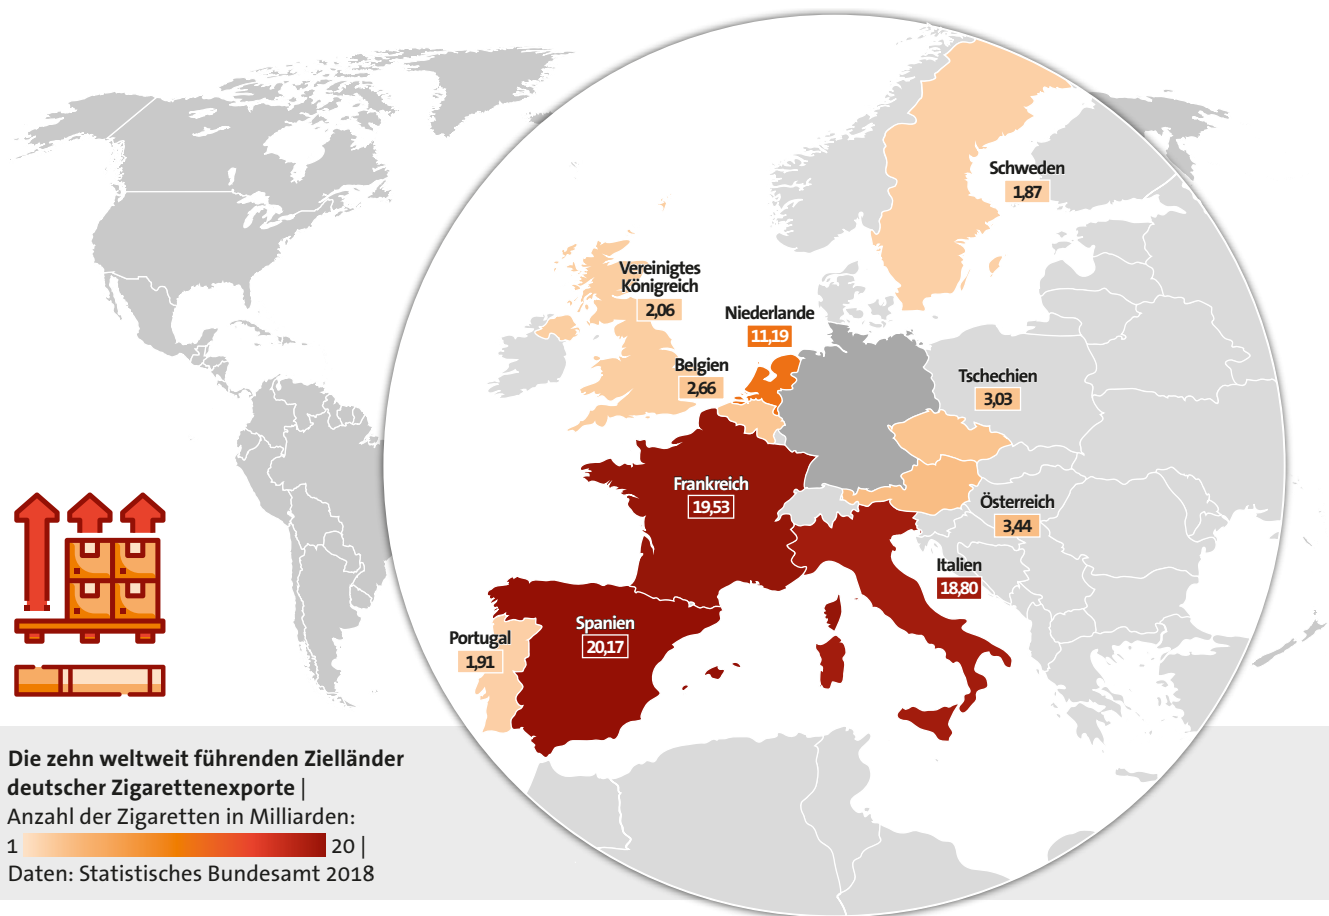 Schweden
1,87
Vereinigtes
Königreich
2,06
Niederlande
11,19
Belgien
2,66
Tschechien
3,03
Frankreich
19,53
Österreich
3,44
Italien
18,80
Spanien
20,17
Portugal
1,91
Die zehn weltweit führenden Zielländer
deutscher Zigarettenexporte |
Anzahl der Zigaretten in Milliarden:
1 20 |
Daten: Statistisches Bundesamt 2018